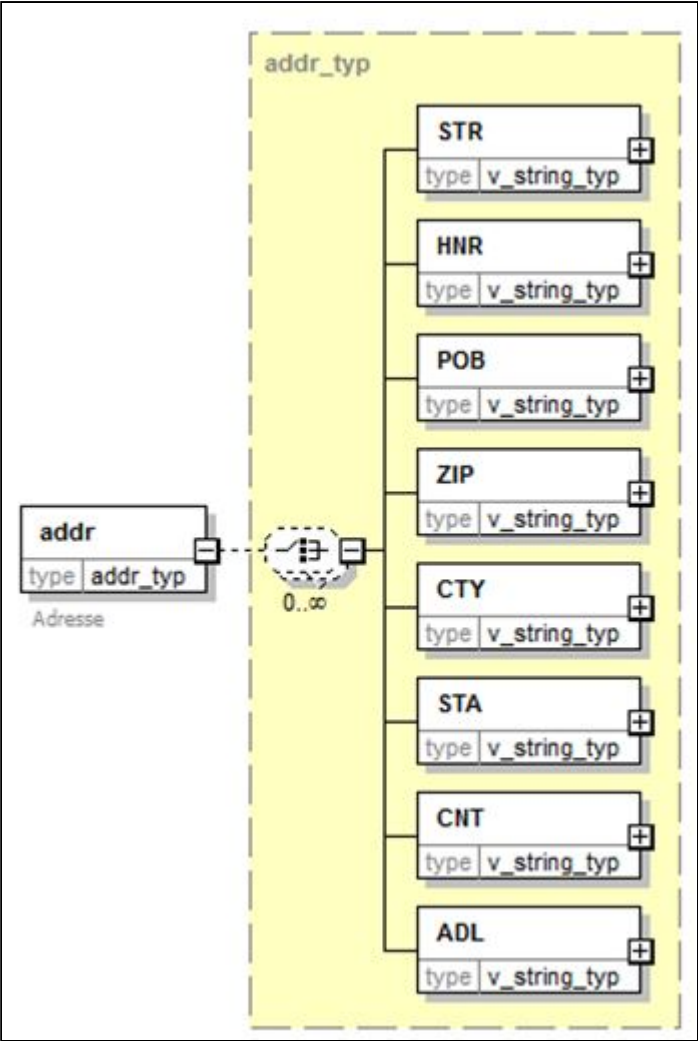 addr_typ
STR
type v_string_typ
HNR
type v_string_typ
POB
type v_string_typ
ZIP
type v_string_typ
addr
type addr_typ
Adresse
0..∞
CTY
type v_string_typ
STA
type v_string_typ
CNT
type v_string_typ
ADL
type v_string_typ